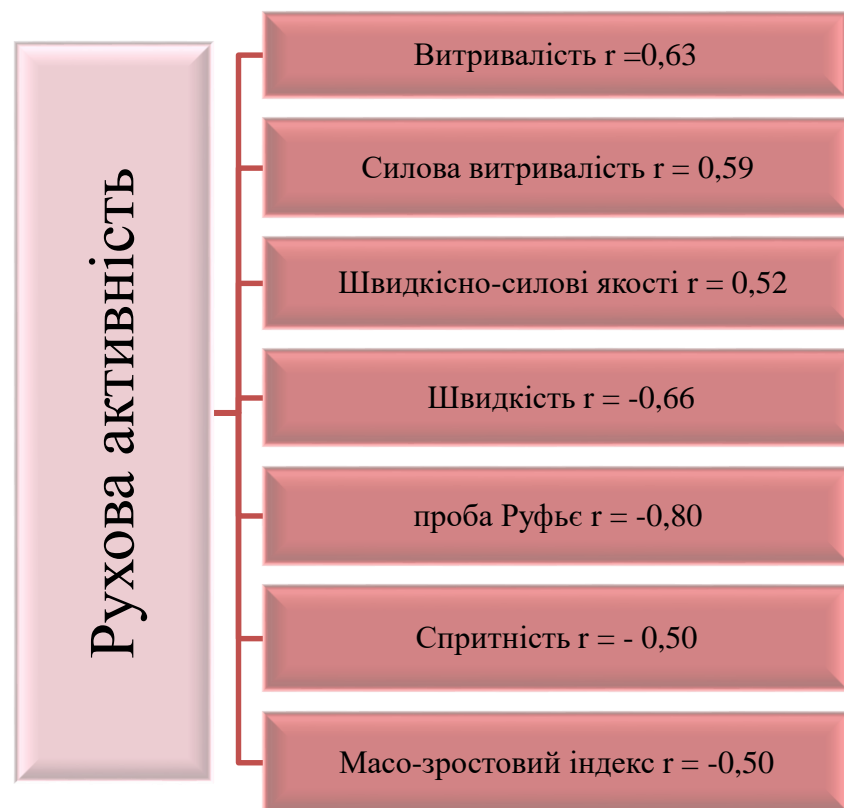 Рухова активність
Витривалість r =0,63
Силова витривалість r = 0,59
Швидкісно-силові якості r = 0,52
Швидкість r = -0,66
проба Руфьє r = -0,80
Спритність r = - 0,50
Масо-зростовий індекс r = -0,50